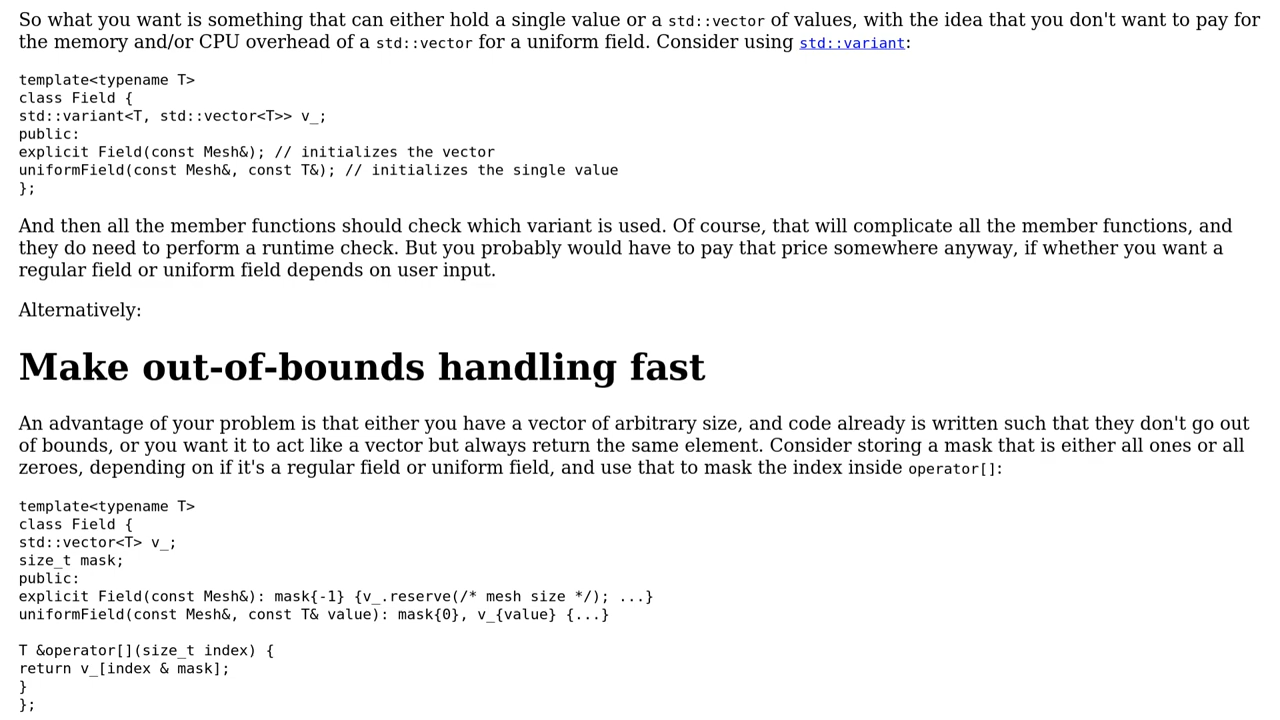 So what you want is something that can either hold a single value or a std::vector of values, with the idea that you don't want to pay for
the memory and/or CPU overhead of a std::vector for a uniform field. Consider using std::variant:
template<typename T>
class Field {
std::variant<T, std::vector<T>> v_;
public:
explicit Field(const Mesh&); // initializes the vector
uniformField(const Mesh&, const T&); // initializes the single value
};
And then all the member functions should check which variant is used. Of course, that will complicate all the member functions, and
they do need to perform a runtime check. But you probably would have to pay that price somewhere anyway, if whether you want a
regular field or uniform field depends on user input.
Alternatively:
Make out-of-bounds handling fast
An advantage of your problem is that either you have a vector of arbitrary size, and code already is written such that they don't go out
of bounds, or you want it to act like a vector but always return the same element. Consider storing a mask that is either all ones or all
zeroes, depending on if it's a regular field or uniform field, and use that to mask the index inside operator[]:
template<typename T>
class Field {
std::vector<T> v_;
size_t mask;
public:
explicit Field(const Mesh&): mask{-1} {v_.reserve(/* mesh size */); ...}
uniformField(const Mesh&, const T& value): mask{0}, v_{value} {...}
T &operator[](size_t index) {
return v_[index & mask];
}
};